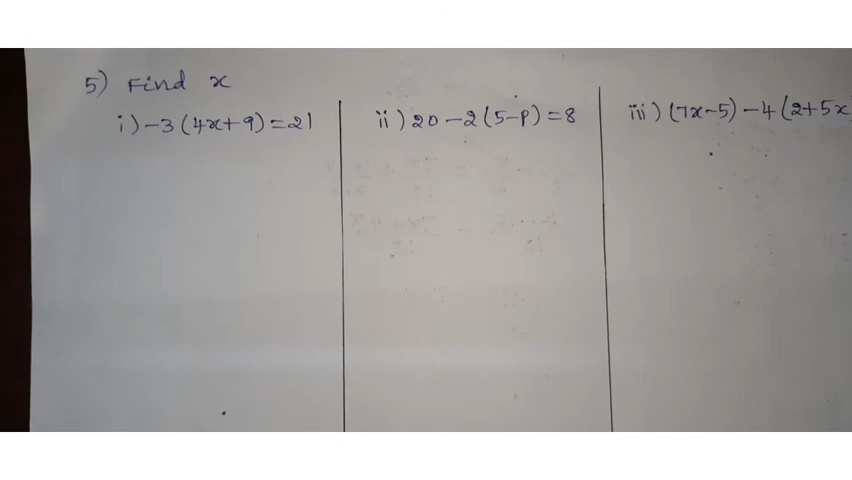 5) Find x
i) -3(4x+9)=21
ii) 20-2(5-p)=8
iii) (7x-5)-4(2+5x)